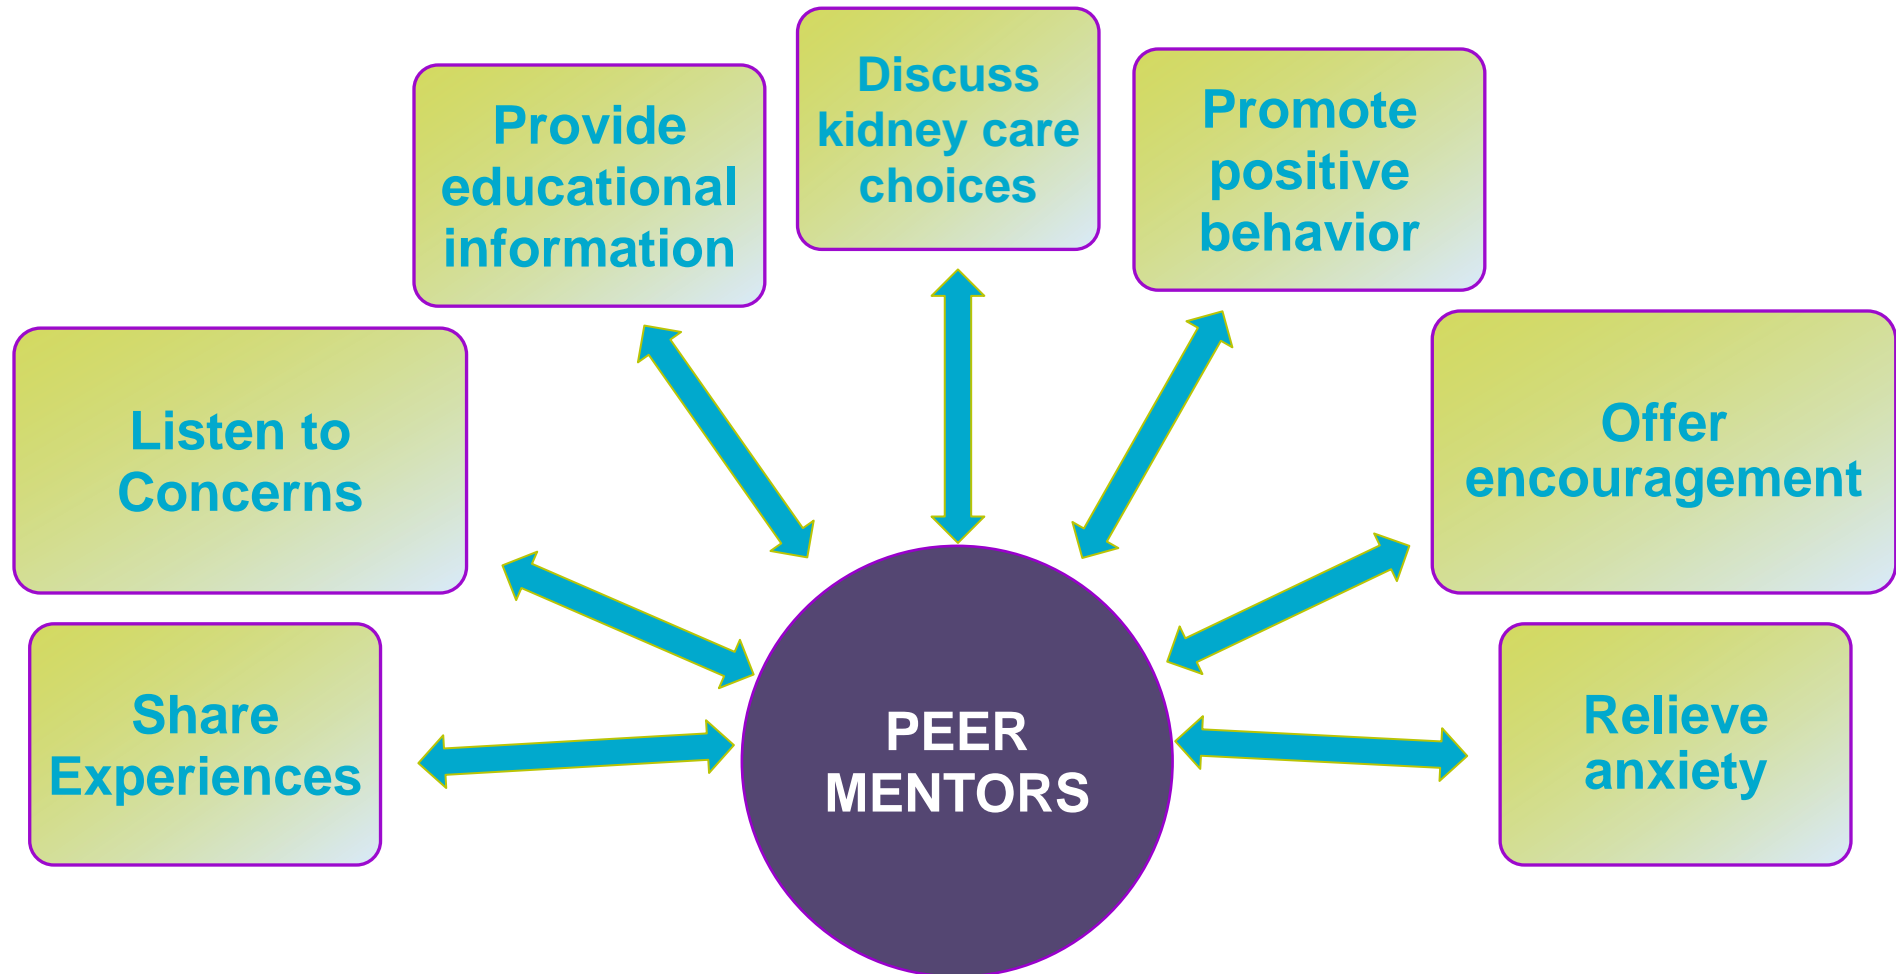 Discuss
kidney care
choices
Provide
educational
information
Promote
positive
behavior
Listen to
Concerns
Offer
encouragement
Share
Experiences
PEER
MENTORS
Relieve
anxiety